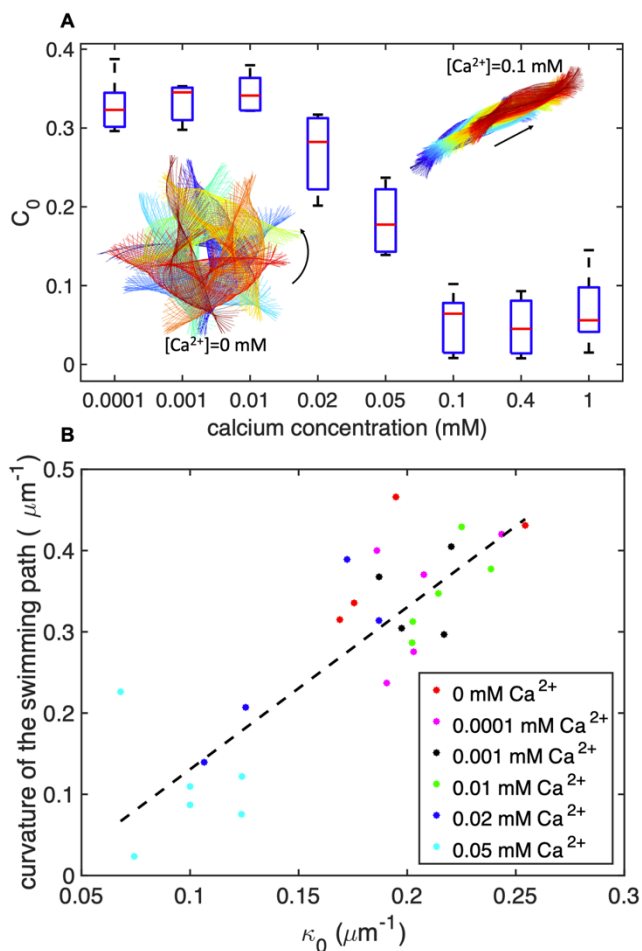 A
0.4
0.3
0.2
0.1
0
C0
[Ca2+]=0.1 mM
[Ca2+]=0 mM
0.0001 0.001 0.01 0.02 0.05 0.1 0.4 1
calcium concentration (mM)
B
0.5
0.4
0.3
0.2
0.1
0
curvature of the swimming path ( μm-1)
0 mM Ca2+
0.0001 mM Ca2+
0.001 mM Ca2+
0.01 mM Ca2+
0.02 mM Ca2+
0.05 mM Ca2+
0.05 0.1 0.15 0.2 0.25 0.3
κ0 (μm-1)